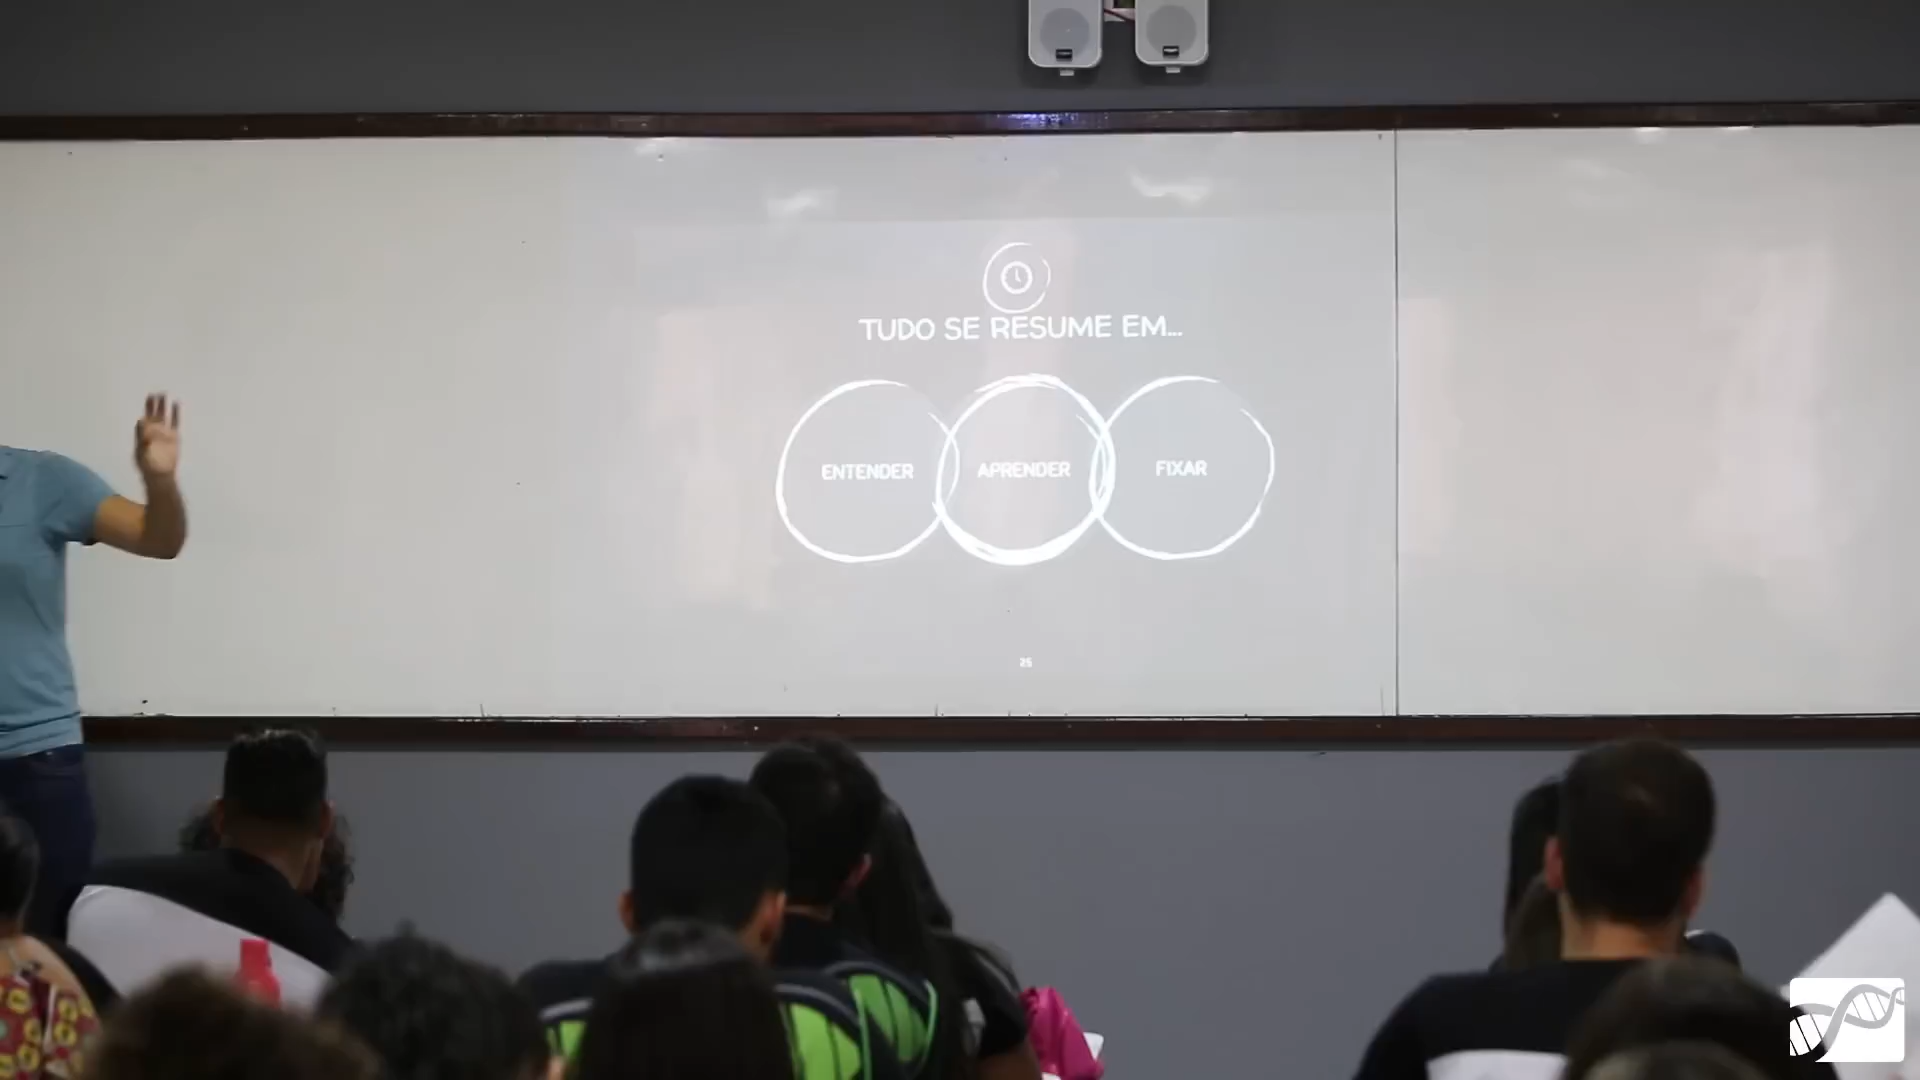 TUDO SE RESUME EM...
ENTENDER
APRENDER
FIXAR
25